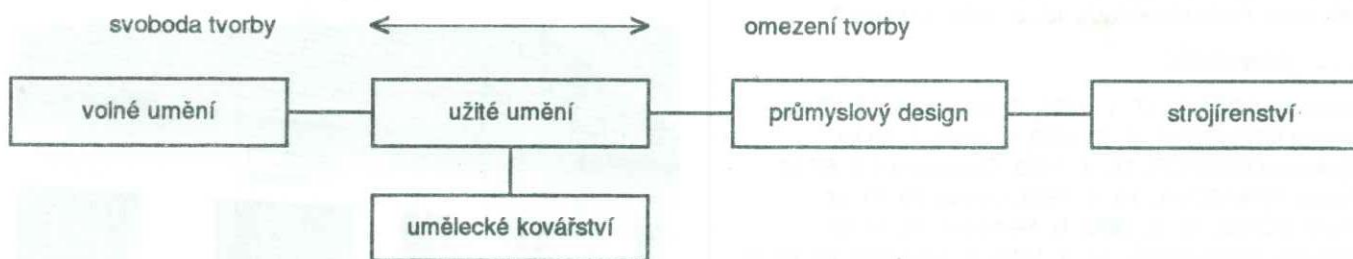 svoboda tvorby omezení tvorby
volné umění užité umění průmyslový design strojírenství
umělecké kovářství